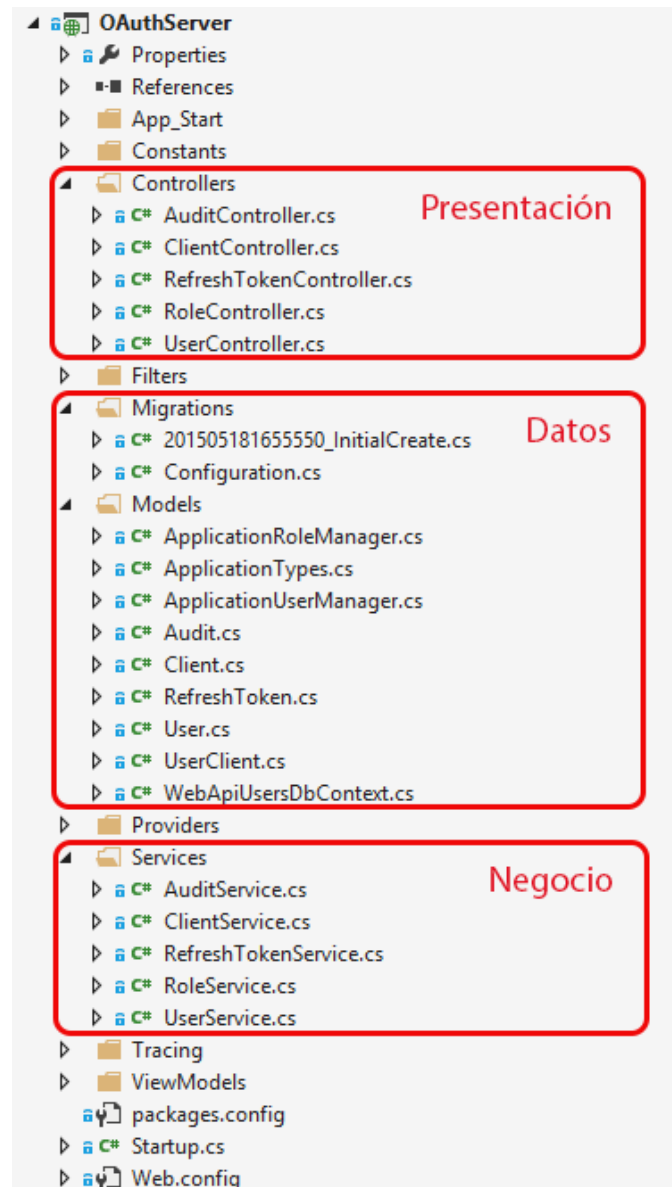 OAuthServer
Properties
References
App_Start
Constants
Controllers
Presentación
C# AuditController.cs
C# ClientController.cs
C# RefreshTokenController.cs
C# RoleController.cs
C# UserController.cs
Filters
Migrations
Datos
C# 201505181655550_InitialCreate.cs
C# Configuration.cs
Models
C# ApplicationRoleManager.cs
C# ApplicationTypes.cs
C# ApplicationUserManager.cs
C# Audit.cs
C# Client.cs
C# RefreshToken.cs
C# User.cs
C# UserClient.cs
C# WebApiUsersDbContext.cs
Providers
Services
Negocio
C# AuditService.cs
C# ClientService.cs
C# RefreshTokenService.cs
C# RoleService.cs
C# UserService.cs
Tracing
ViewModels
packages.config
C# Startup.cs
Web.config